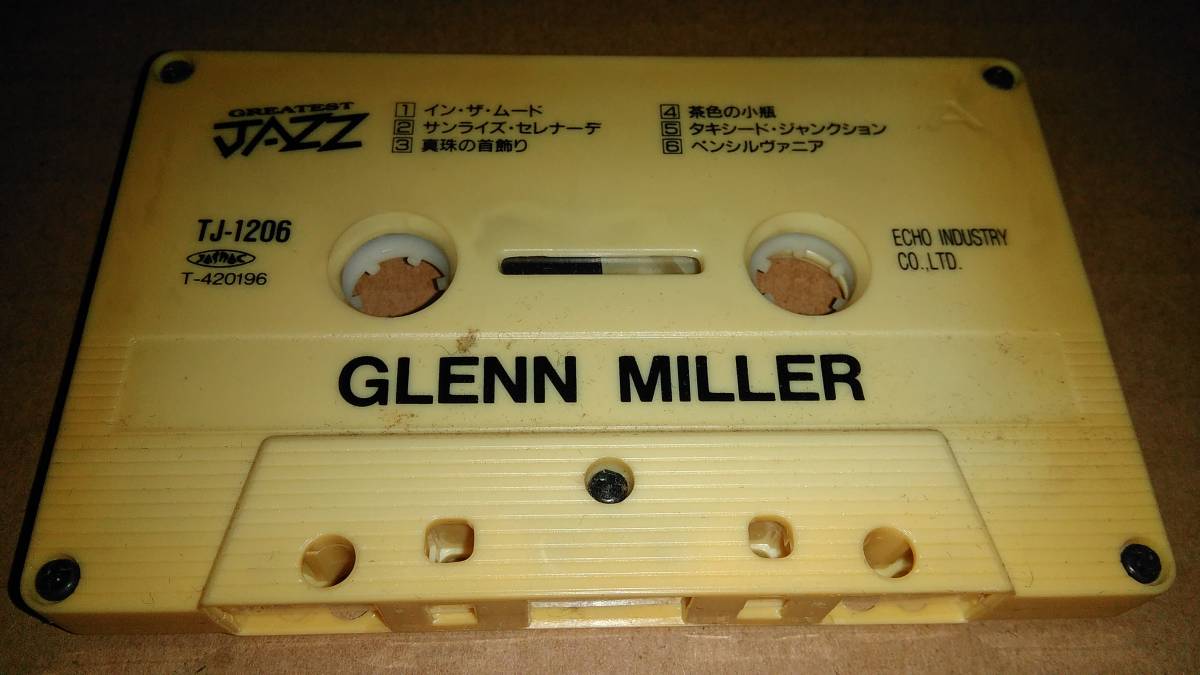 GREATEST
JAZZ
1 イン・ザ・ムード
2 サンライズ・セレナーデ
3 真珠の首飾り
4 茶色の小瓶
5 タキシード・ジャンクション
6 ペンシルヴァニア
TJ-1206
T-420196
ECHO INDUSTRY
CO.,LTD.
GLENN MILLER